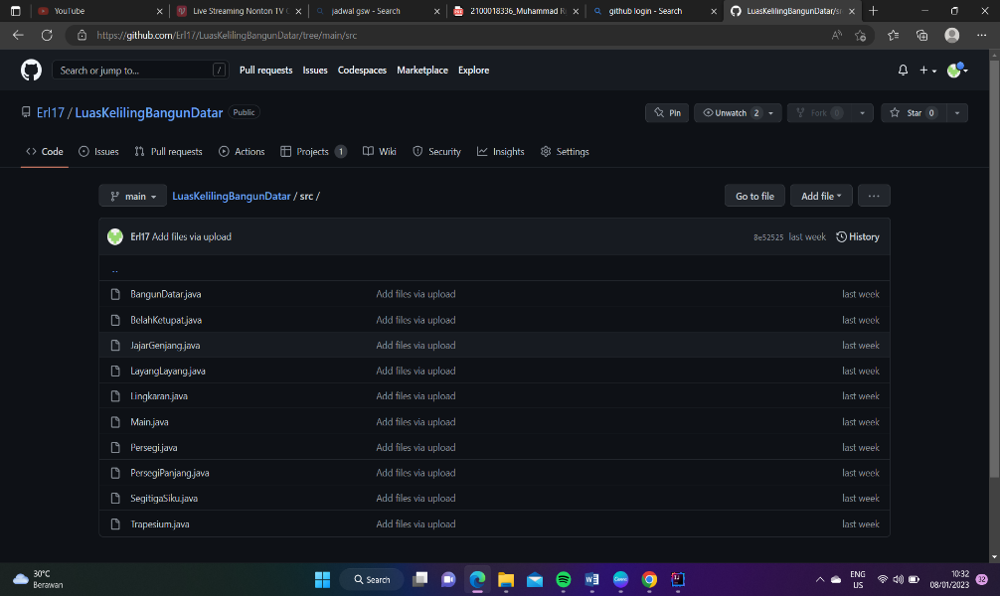 YouTube
Live Streaming Nonton TV
jadwal gsw - Search
2100018336_Muhammad R
github login - Search
LuasKelilingBangunDatar/sr
https://github.com/Erl17/LuasKelilingBangunDatar/tree/main/src
Search or jump to...
/
Pull requests
Issues
Codespaces
Marketplace
Explore
Erl17 / LuasKelilingBangunDatar
Public
Pin
Unwatch 2
Fork 0
Star 0
<> Code
Issues
Pull requests
Actions
Projects 1
Wiki
Security
Insights
Settings
main
LuasKelilingBangunDatar / src /
Go to file
Add file
...
Erl17 Add files via upload
8e52525 last week
History
..
BangunDatar.java Add files via upload last week
BelahKetupat.java Add files via upload last week
JajarGenjang.java Add files via upload last week
LayangLayang.java Add files via upload last week
Lingkaran.java Add files via upload last week
Main.java Add files via upload last week
Persegi.java Add files via upload last week
PersegiPanjang.java Add files via upload last week
SegitigaSiku.java Add files via upload last week
Trapesium.java Add files via upload last week
30°C
Berawan
Search
ENG
US
10:32
08/01/2023
32